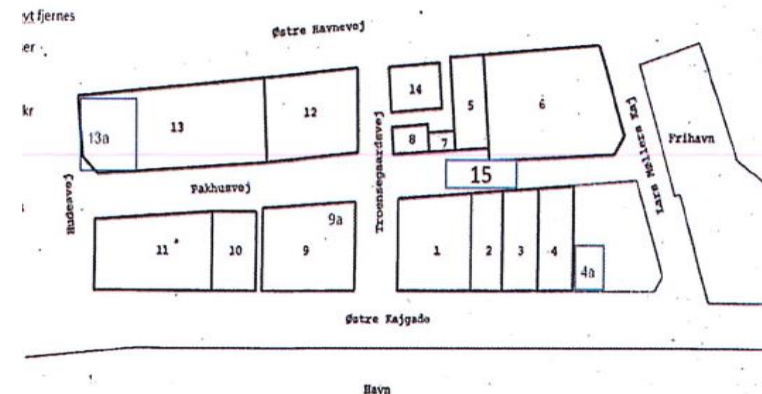 yt fjernes
er
kr
Østre Havnevej
14
5
6
12
13
13a
8
7
Lars Møllers Kaj
Frihavn
15
Pakhusvej
Rudesvej
Troensegaardsvej
9a
11
10
9
1
2
3
4
4a
Østre Kajgade
Havn